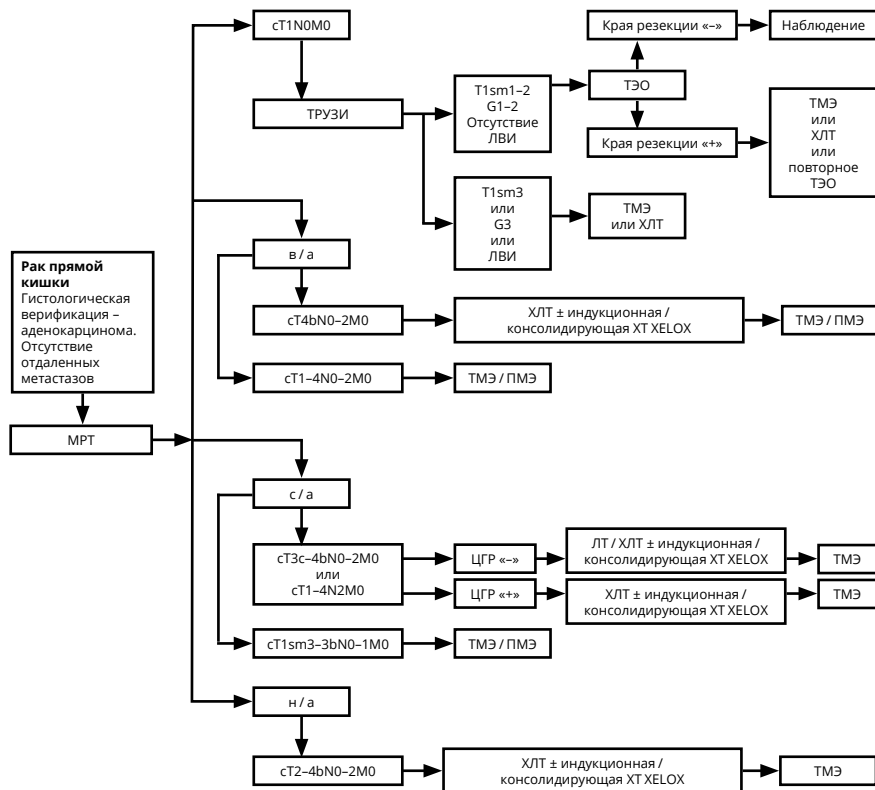 Рак прямой
кишки
Гистологическая
верификация –
аденокарцинома.
Отсутствие
отдаленных
метастазов
МРТ
cT1N0M0
ТРУЗИ
T1sm1–2
G1–2
Отсутствие
ЛВИ
ТЭО
Края резекции «–»
Наблюдение
Края резекции «+»
ТМЭ
или
ХЛТ
или
повторное
ТЭО
T1sm3
или
G3
или
ЛВИ
ТМЭ
или ХЛТ
в / а
cT4bN0–2M0
ХЛТ ± индукционная /
консолидирующая ХТ XELOX
ТМЭ / ПМЭ
cT1–4N0–2M0
ТМЭ / ПМЭ
с / а
cT3c–4bN0–2M0
или
cT1–4N2M0
ЦГР «–»
ЛТ / ХЛТ ± индукционная /
консолидирующая ХТ XELOX
ТМЭ
ЦГР «+»
ХЛТ ± индукционная /
консолидирующая ХТ XELOX
ТМЭ
cT1sm3–3bN0–1M0
ТМЭ / ПМЭ
н / а
cT2–4bN0–2M0
ХЛТ ± индукционная /
консолидирующая ХТ XELOX
ТМЭ